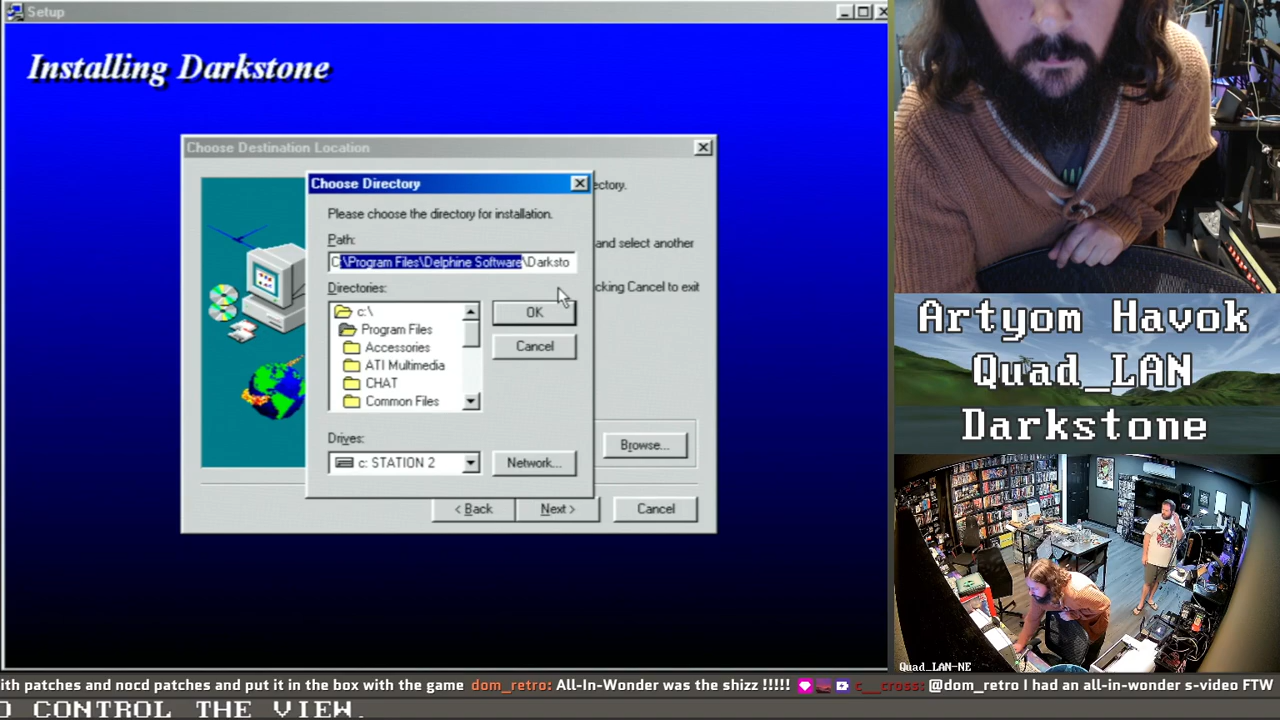 Setup
Installing Darkstone
Choose Destination Location
Choose Directory
ectory.
Please choose the directory for installation.
Path:
C:\Program Files\Delphine Software\Darksto
and select another
Directories:
cking Cancel to exit
c:\
Program Files
Accessories
ATI Multimedia
CHAT
Common Files
OK
Cancel
Drives:
c: STATION 2
Network...
Browse...
< Back
Next >
Cancel
Artyom Havok
Quad_LAN
Darkstone
Quad_LAN-NE
ith patches and nocd patches and put it in the box with the game dom_retro: All-In-Wonder was the shizz !!!!! c__cross: @dom_retro I had an all-in-wonder s-video FTW
O CONTROL THE VIEW.